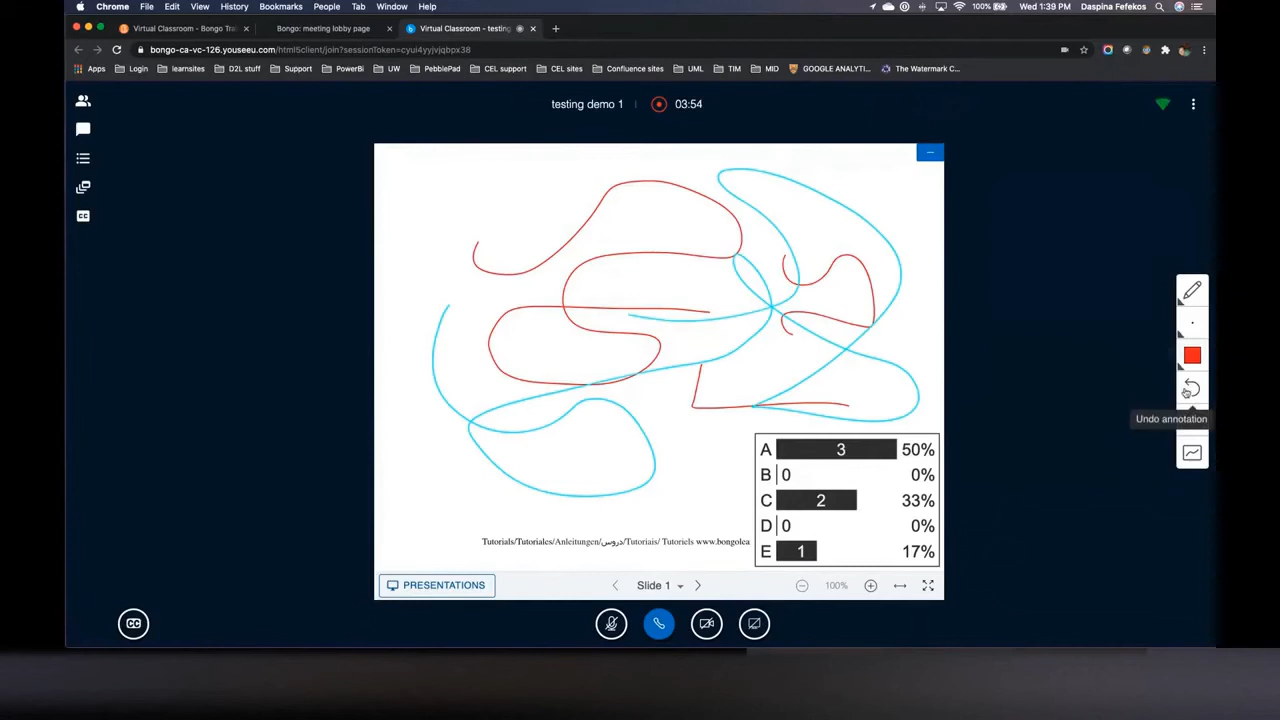 Chrome File Edit View History Bookmarks People Tab Window Help 100% Wed 1:39 PM Daspina Fefekos
Virtual Classroom - Bongo Trai Bongo: meeting lobby page Virtual Classroom - testing
bongo-ca-vc-126.youseeu.com/html5client/join?sessionToken=cyui4yyjvjqbpx38
Apps Login learnsites D2L stuff Support PowerBi UW PebblePad CEL support CEL sites Confluence sites UML TIM MID GOOGLE ANALYTI... The Watermark C...
testing demo 1 03:54
CC
Undo annotation
A 3 50%
B 0 0%
C 2 33%
D 0 0%
E 1 17%
Tutorials/Tutoriales/Anleitungen/دروس/Tutoriais/ Tutoriels www.bongolea
PRESENTATIONS Slide 1 100%
CC